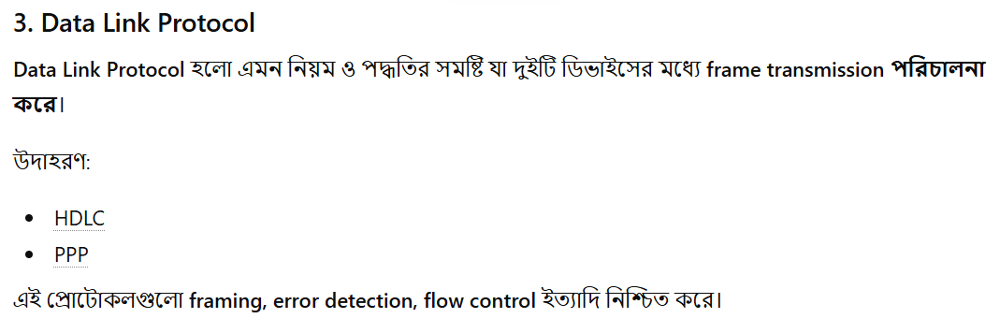 3. Data Link Protocol
Data Link Protocol হলো এমন নিয়ম ও পদ্ধতির সমষ্টি যা দুইটি ডিভাইসের মধ্যে frame transmission পরিচালনা
করে।
উদাহরণ:
• HDLC
• PPP
এই প্রোটোকলগুলো framing, error detection, flow control ইত্যাদি নিশ্চিত করে।